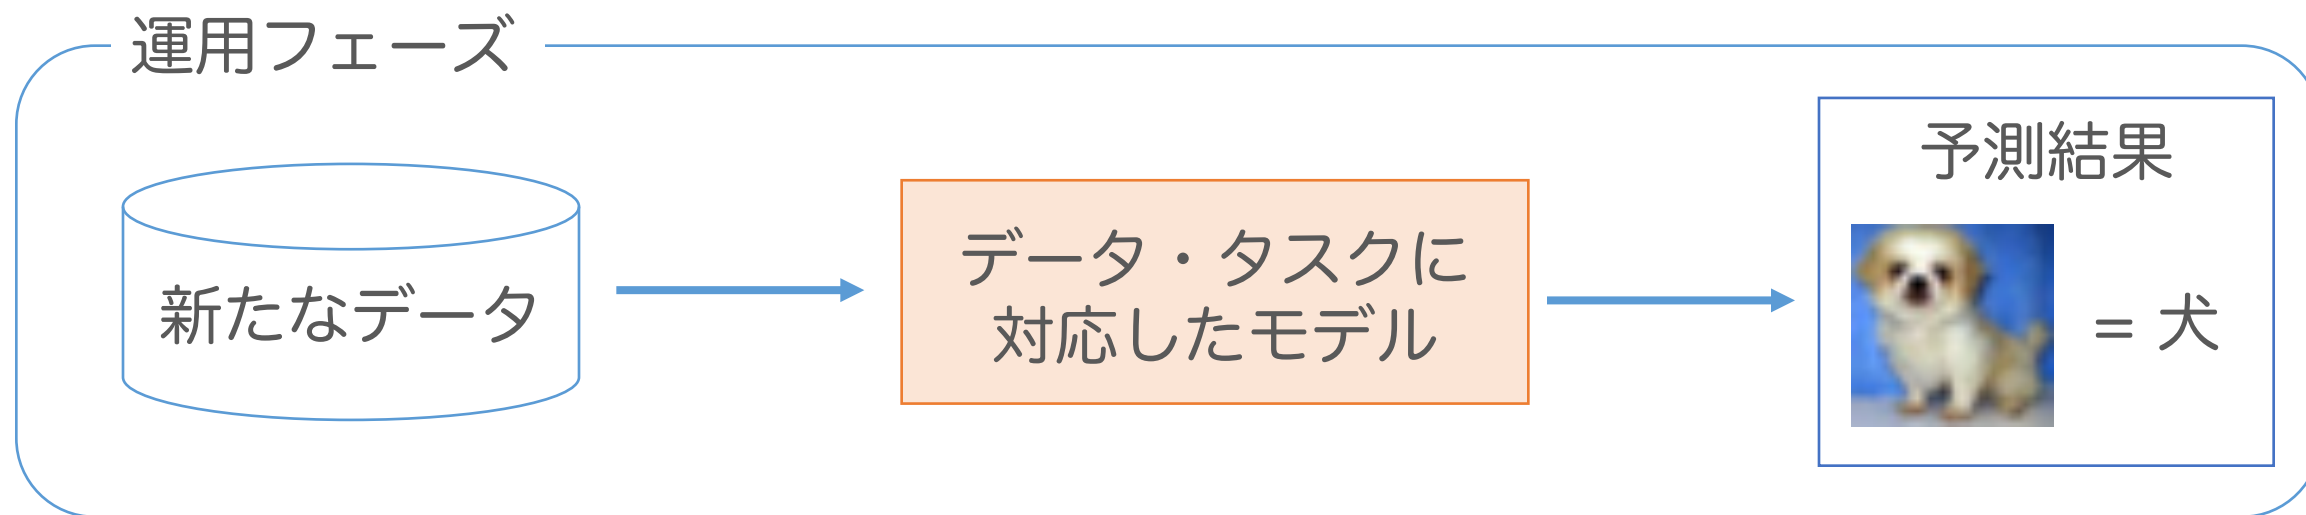 運用フェーズ
新たなデータ
データ・タスクに
対応したモデル
予測結果
= 犬